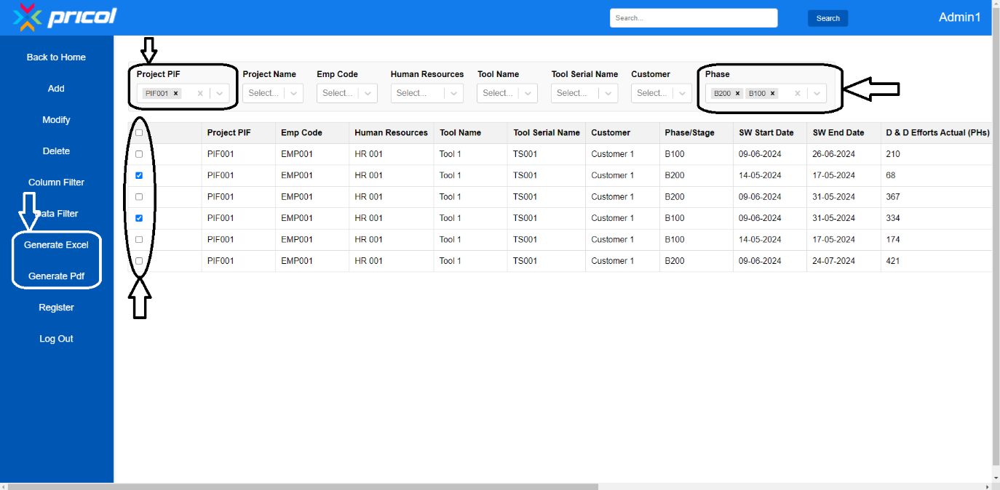 pricol
Search...
Search
Admin1
Back to Home
Add
Modify
Delete
Column Filter
Data Filter
Generate Excel
Generate Pdf
Register
Log Out
Project PIF Project Name Emp Code Human Resources Tool Name Tool Serial Name Customer Phase
PIF001 × Select... Select... Select... Select... Select... Select... B200 × B100 ×
Project PIF Emp Code Human Resources Tool Name Tool Serial Name Customer Phase/Stage SW Start Date SW End Date D & D Efforts Actual (PHs)
PIF001 EMP001 HR 001 Tool 1 TS001 Customer 1 B100 09-06-2024 26-06-2024 210
PIF001 EMP001 HR 001 Tool 1 TS001 Customer 1 B200 14-05-2024 17-05-2024 68
PIF001 EMP001 HR 001 Tool 1 TS001 Customer 1 B200 09-06-2024 31-05-2024 367
PIF001 EMP001 HR 001 Tool 1 TS001 Customer 1 B100 09-06-2024 31-05-2024 334
PIF001 EMP001 HR 001 Tool 1 TS001 Customer 1 B100 14-05-2024 17-05-2024 174
PIF001 EMP001 HR 001 Tool 1 TS001 Customer 1 B200 09-06-2024 24-07-2024 421